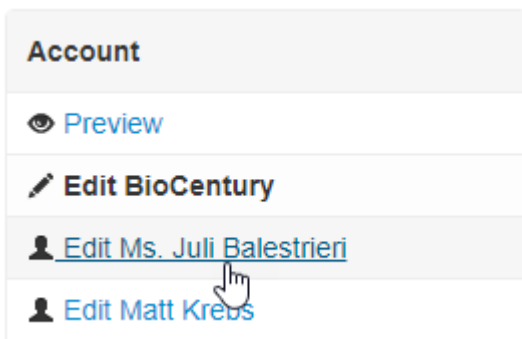 Account
Preview
Edit BioCentury
Edit Ms. Juli Balestrieri
Edit Matt Krebs